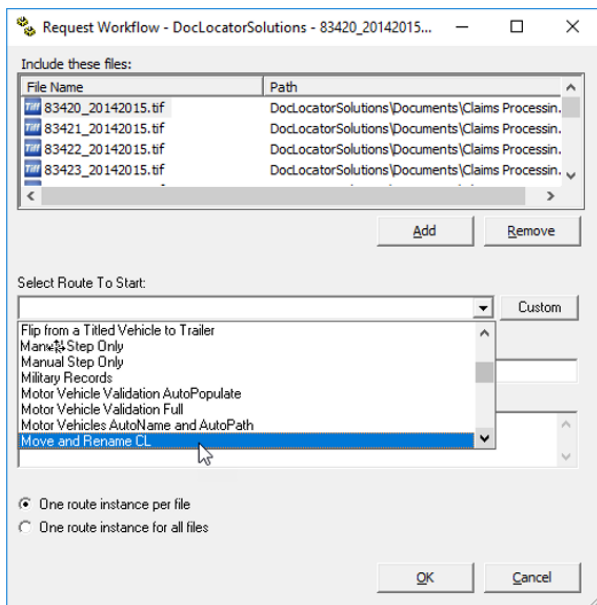 Request Workflow - DocLocatorSolutions - 83420_20142015...
Include these files:
File Name Path
Tiff 83420_20142015.tif DocLocatorSolutions\Documents\Claims Processin.
Tiff 83421_20142015.tif DocLocatorSolutions\Documents\Claims Processin.
Tiff 83422_20142015.tif DocLocatorSolutions\Documents\Claims Processin.
Tiff 83423_20142015.tif DocLocatorSolutions\Documents\Claims Processin.
Add Remove
Select Route To Start:
Custom
Flip from a Titled Vehicle to Trailer
Step Only
Manual Step Only
Military Records
Motor Vehicle Validation AutoPopulate
Motor Vehicle Validation Full
Motor Vehicles AutoName and AutoPath
Move and Rename CL
One route instance per file
One route instance for all files
OK Cancel